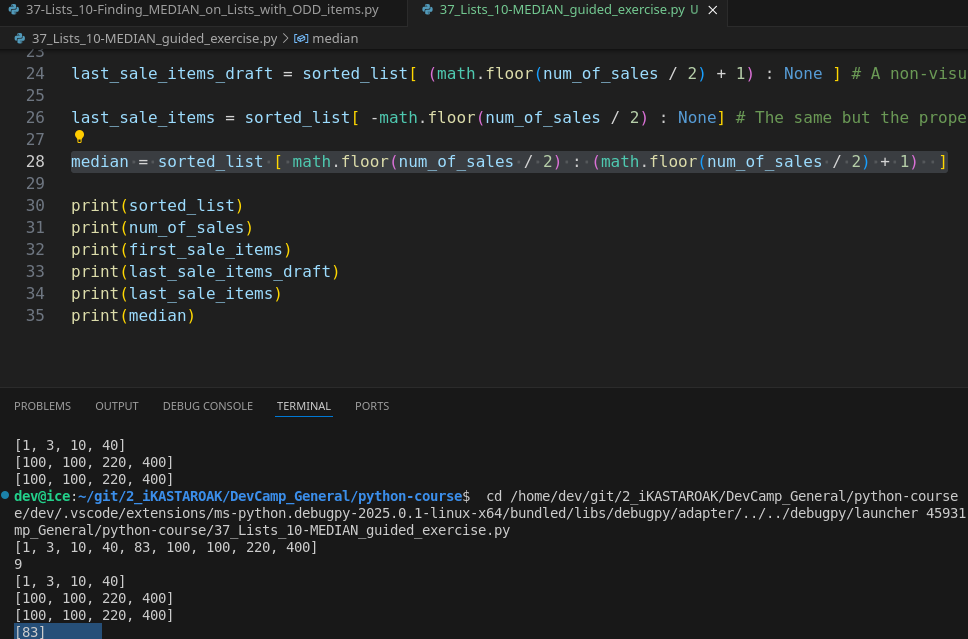 37-Lists_10-Finding_MEDIAN_on_Lists_with_ODD_items.py 37_Lists_10-MEDIAN_guided_exercise.py U ×
37_Lists_10-MEDIAN_guided_exercise.py > median
23
24 last_sale_items_draft = sorted_list[ (math.floor(num_of_sales / 2) + 1) : None ] # A non-visu
25
26 last_sale_items = sorted_list[ -math.floor(num_of_sales / 2) : None] # The same but the prope
27
28 median = sorted_list [ math.floor(num_of_sales / 2) : (math.floor(num_of_sales / 2) + 1)  ]
29
30 print(sorted_list)
31 print(num_of_sales)
32 print(first_sale_items)
33 print(last_sale_items_draft)
34 print(last_sale_items)
35 print(median)
PROBLEMS OUTPUT DEBUG CONSOLE TERMINAL PORTS
[1, 3, 10, 40]
[100, 100, 220, 400]
[100, 100, 220, 400]
dev@ice:~/git/2_iKASTAROAK/DevCamp_General/python-course$  cd /home/dev/git/2_iKASTAROAK/DevCamp_General/python-course
e/dev/.vscode/extensions/ms-python.debugpy-2025.0.1-linux-x64/bundled/libs/debugpy/adapter/../../debugpy/launcher 45931
mp_General/python-course/37_Lists_10-MEDIAN_guided_exercise.py
[1, 3, 10, 40, 83, 100, 100, 220, 400]
9
[1, 3, 10, 40]
[100, 100, 220, 400]
[100, 100, 220, 400]
[83]